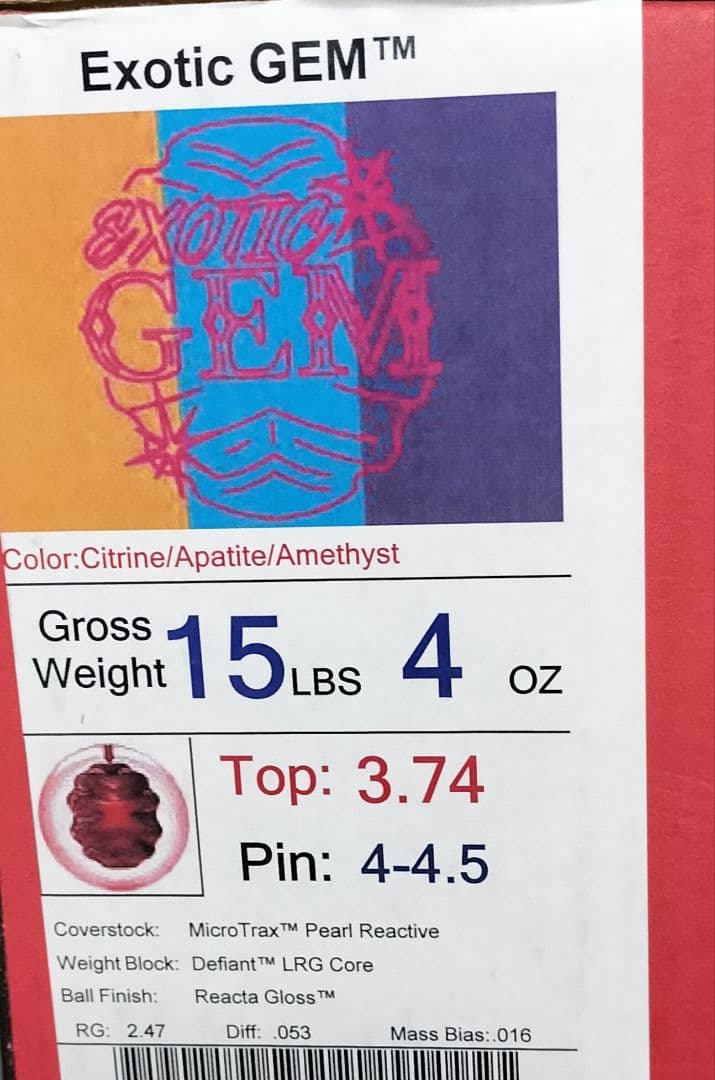 Exotic GEM™
EXOTIC
GEM
Color:Citrine/Apatite/Amethyst
Gross Weight 15 LBS 4 OZ
Top: 3.74
Pin: 4-4.5
Coverstock: MicroTrax™ Pearl Reactive
Weight Block: Defiant™ LRG Core
Ball Finish: Reacta Gloss™
RG: 2.47 Diff: .053 Mass Bias:.016